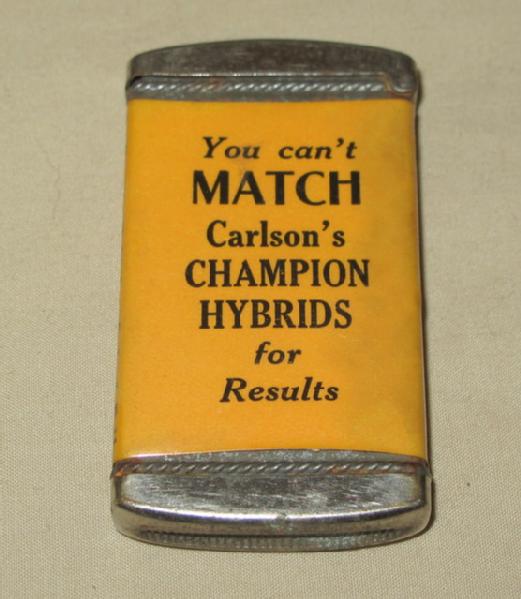 You can't
MATCH
Carlson's
CHAMPION
HYBRIDS
for
Results